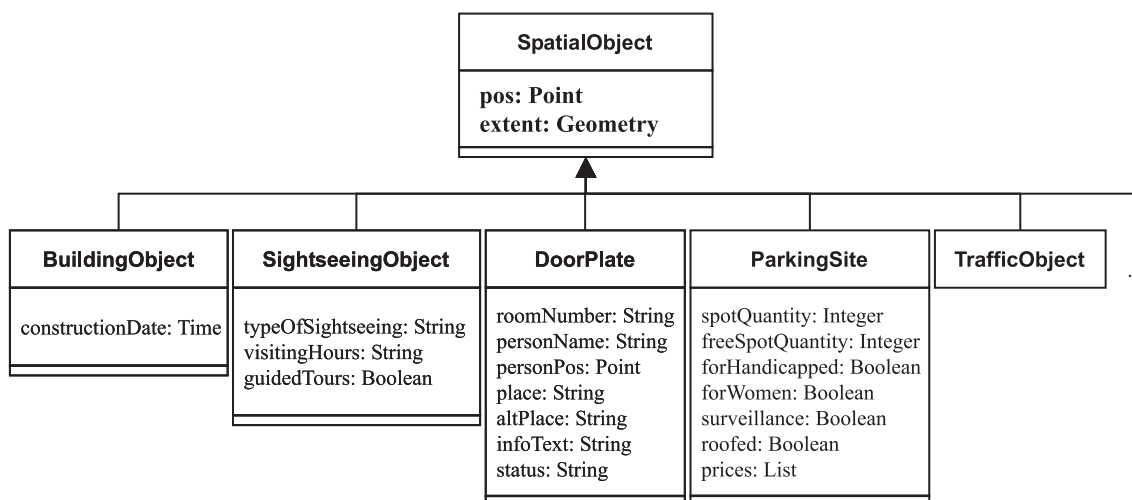 SpatialObject
pos: Point
extent: Geometry
BuildingObject
constructionDate: Time
SightseeingObject
typeOfSightseeing: String
visitingHours: String
guidedTours: Boolean
DoorPlate
roomNumber: String
personName: String
personPos: Point
place: String
altPlace: String
infoText: String
status: String
ParkingSite
spotQuantity: Integer
freeSpotQuantity: Integer
forHandicapped: Boolean
forWomen: Boolean
surveillance: Boolean
roofed: Boolean
prices: List
TrafficObject